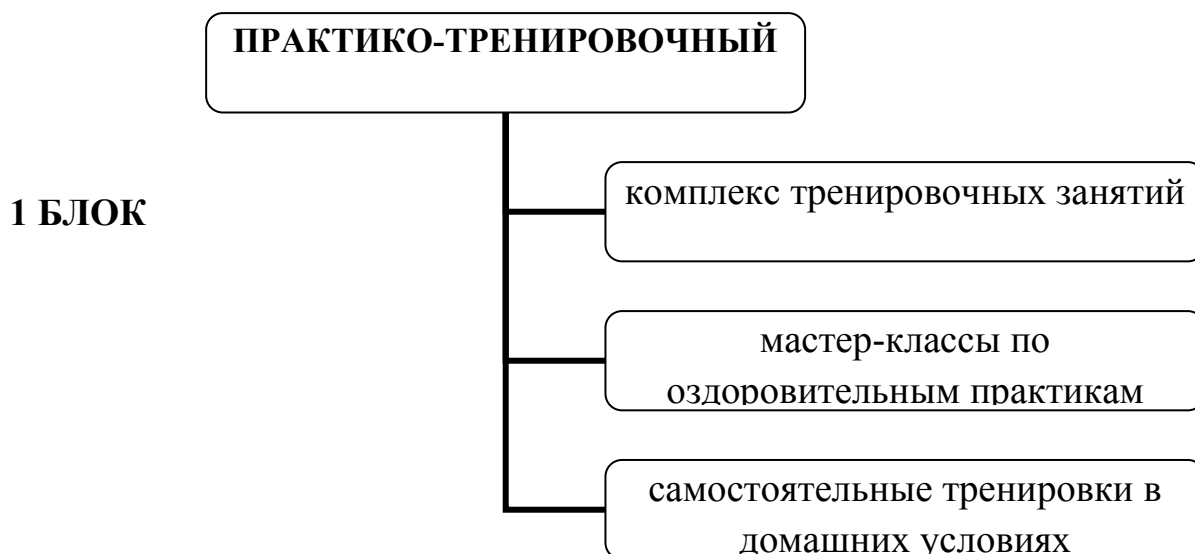 ПРАКТИКО-ТРЕНИРОВОЧНЫЙ
1 БЛОК
комплекс тренировочных занятий
мастер-классы по
оздоровительным практикам
самостоятельные тренировки в
домашних условиях